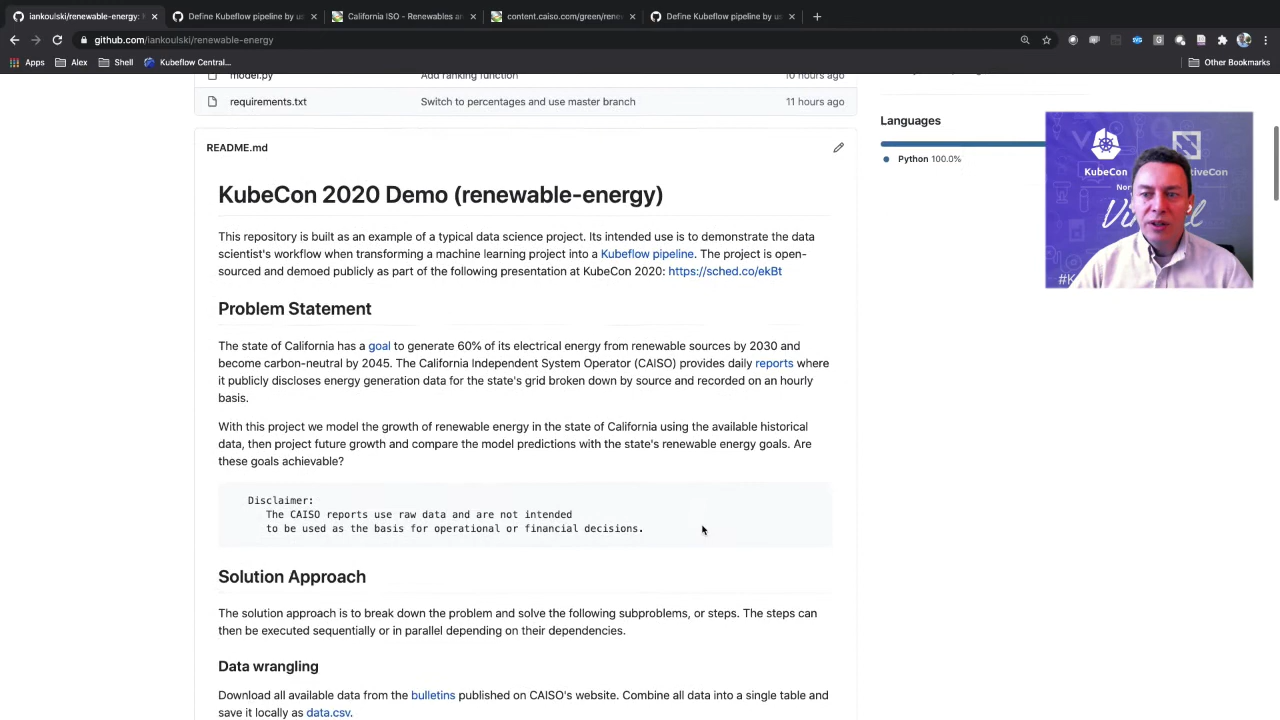 iankoulski/renewable-energy:
Define Kubeflow pipeline by us
California ISO - Renewables an
content.caiso.com/green/renew
Define Kubeflow pipeline by us
github.com/iankoulski/renewable-energy
Apps
Alex
Shell
Kubeflow Central...
Other Bookmarks
model.py
Add ranking function
10 hours ago
requirements.txt
Switch to percentages and use master branch
11 hours ago
Languages
Python 100.0%
README.md
KubeCon
Nor
Vi
#K
KubeCon 2020 Demo (renewable-energy)
This repository is built as an example of a typical data science project. Its intended use is to demonstrate the data
scientist's workflow when transforming a machine learning project into a Kubeflow pipeline. The project is open-
sourced and demoed publicly as part of the following presentation at KubeCon 2020: https://sched.co/ekBt
Problem Statement
The state of California has a goal to generate 60% of its electrical energy from renewable sources by 2030 and
become carbon-neutral by 2045. The California Independent System Operator (CAISO) provides daily reports where
it publicly discloses energy generation data for the state's grid broken down by source and recorded on an hourly
basis.
With this project we model the growth of renewable energy in the state of California using the available historical
data, then project future growth and compare the model predictions with the state's renewable energy goals. Are
these goals achievable?
Disclaimer:
The CAISO reports use raw data and are not intended
to be used as the basis for operational or financial decisions.
Solution Approach
The solution approach is to break down the problem and solve the following subproblems, or steps. The steps can
then be executed sequentially or in parallel depending on their dependencies.
Data wrangling
Download all available data from the bulletins published on CAISO's website. Combine all data into a single table and
save it locally as data.csv.